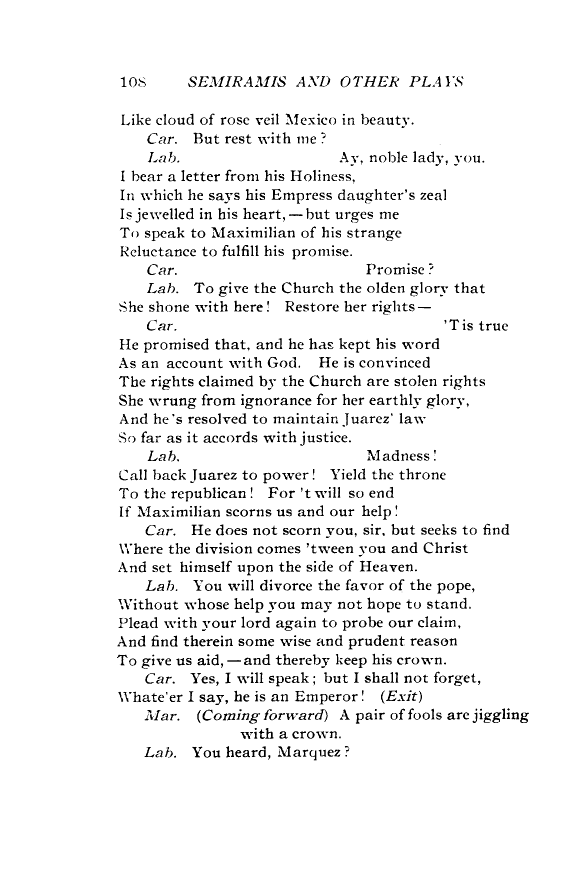 108 SEMIRAMIS AND OTHER PLAYS
Like cloud of rose veil Mexico in beauty.
Car. But rest with me?
Lab. Ay, noble lady, you.
I bear a letter from his Holiness,
In which he says his Empress daughter's zeal
Is jewelled in his heart,—but urges me
To speak to Maximilian of his strange
Reluctance to fulfill his promise.
Car. Promise?
Lab. To give the Church the olden glory that
She shone with here! Restore her rights—
Car. 'Tis true
He promised that, and he has kept his word
As an account with God. He is convinced
The rights claimed by the Church are stolen rights
She wrung from ignorance for her earthly glory,
And he's resolved to maintain Juarez' law
So far as it accords with justice.
Lab. Madness!
Call back Juarez to power! Yield the throne
To the republican! For 't will so end
If Maximilian scorns us and our help!
Car. He does not scorn you, sir, but seeks to find
Where the division comes 'tween you and Christ
And set himself upon the side of Heaven.
Lab. You will divorce the favor of the pope,
Without whose help you may not hope to stand.
Plead with your lord again to probe our claim,
And find therein some wise and prudent reason
To give us aid,—and thereby keep his crown.
Car. Yes, I will speak; but I shall not forget,
Whate'er I say, he is an Emperor! (Exit)
Mar. (Coming forward) A pair of fools are jiggling
with a crown.
Lab. You heard, Marquez?